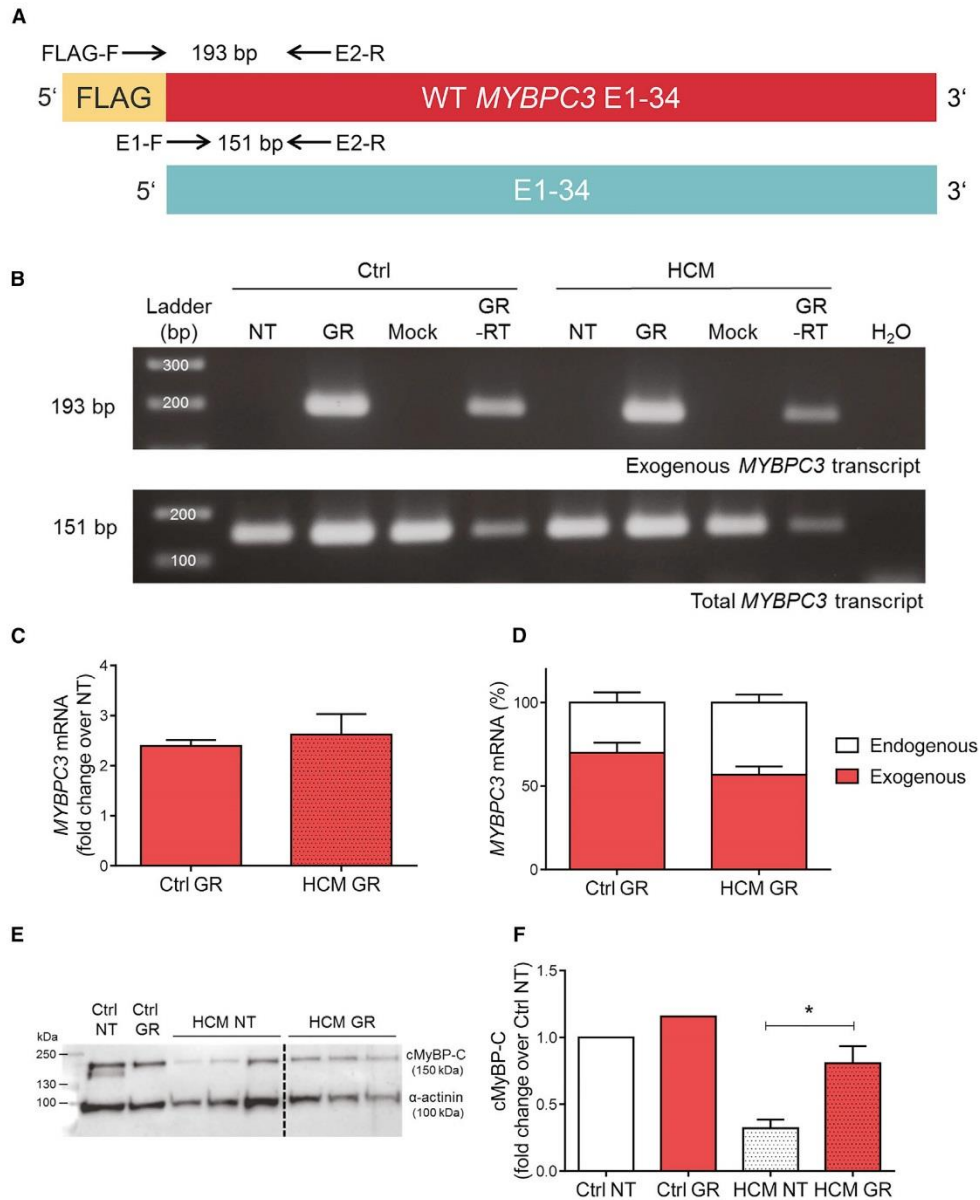 A
FLAG-F 193 bp E2-R
5‘ FLAG WT MYBPC3 E1-34 3‘
E1-F 151 bp E2-R
5‘ E1-34 3‘
B
Ctrl HCM
Ladder (bp) NT GR Mock GR -RT NT GR Mock GR -RT H₂O
300
193 bp 200
Exogenous MYBPC3 transcript
151 bp 200
100
Total MYBPC3 transcript
C
MYBPC3 mRNA
(fold change over NT)
4
3
2
1
0
Ctrl GR HCM GR
D
MYBPC3 mRNA (%)
100
50
0
Ctrl GR HCM GR
Endogenous
Exogenous
E
Ctrl NT Ctrl GR HCM NT HCM GR
kDa
250
130
100
cMyBP-C
(150 kDa)
α-actinin
(100 kDa)
F
cMyBP-C
(fold change over Ctrl NT)
1.5
1.0
0.5
0.0
*
Ctrl NT Ctrl GR HCM NT HCM GR